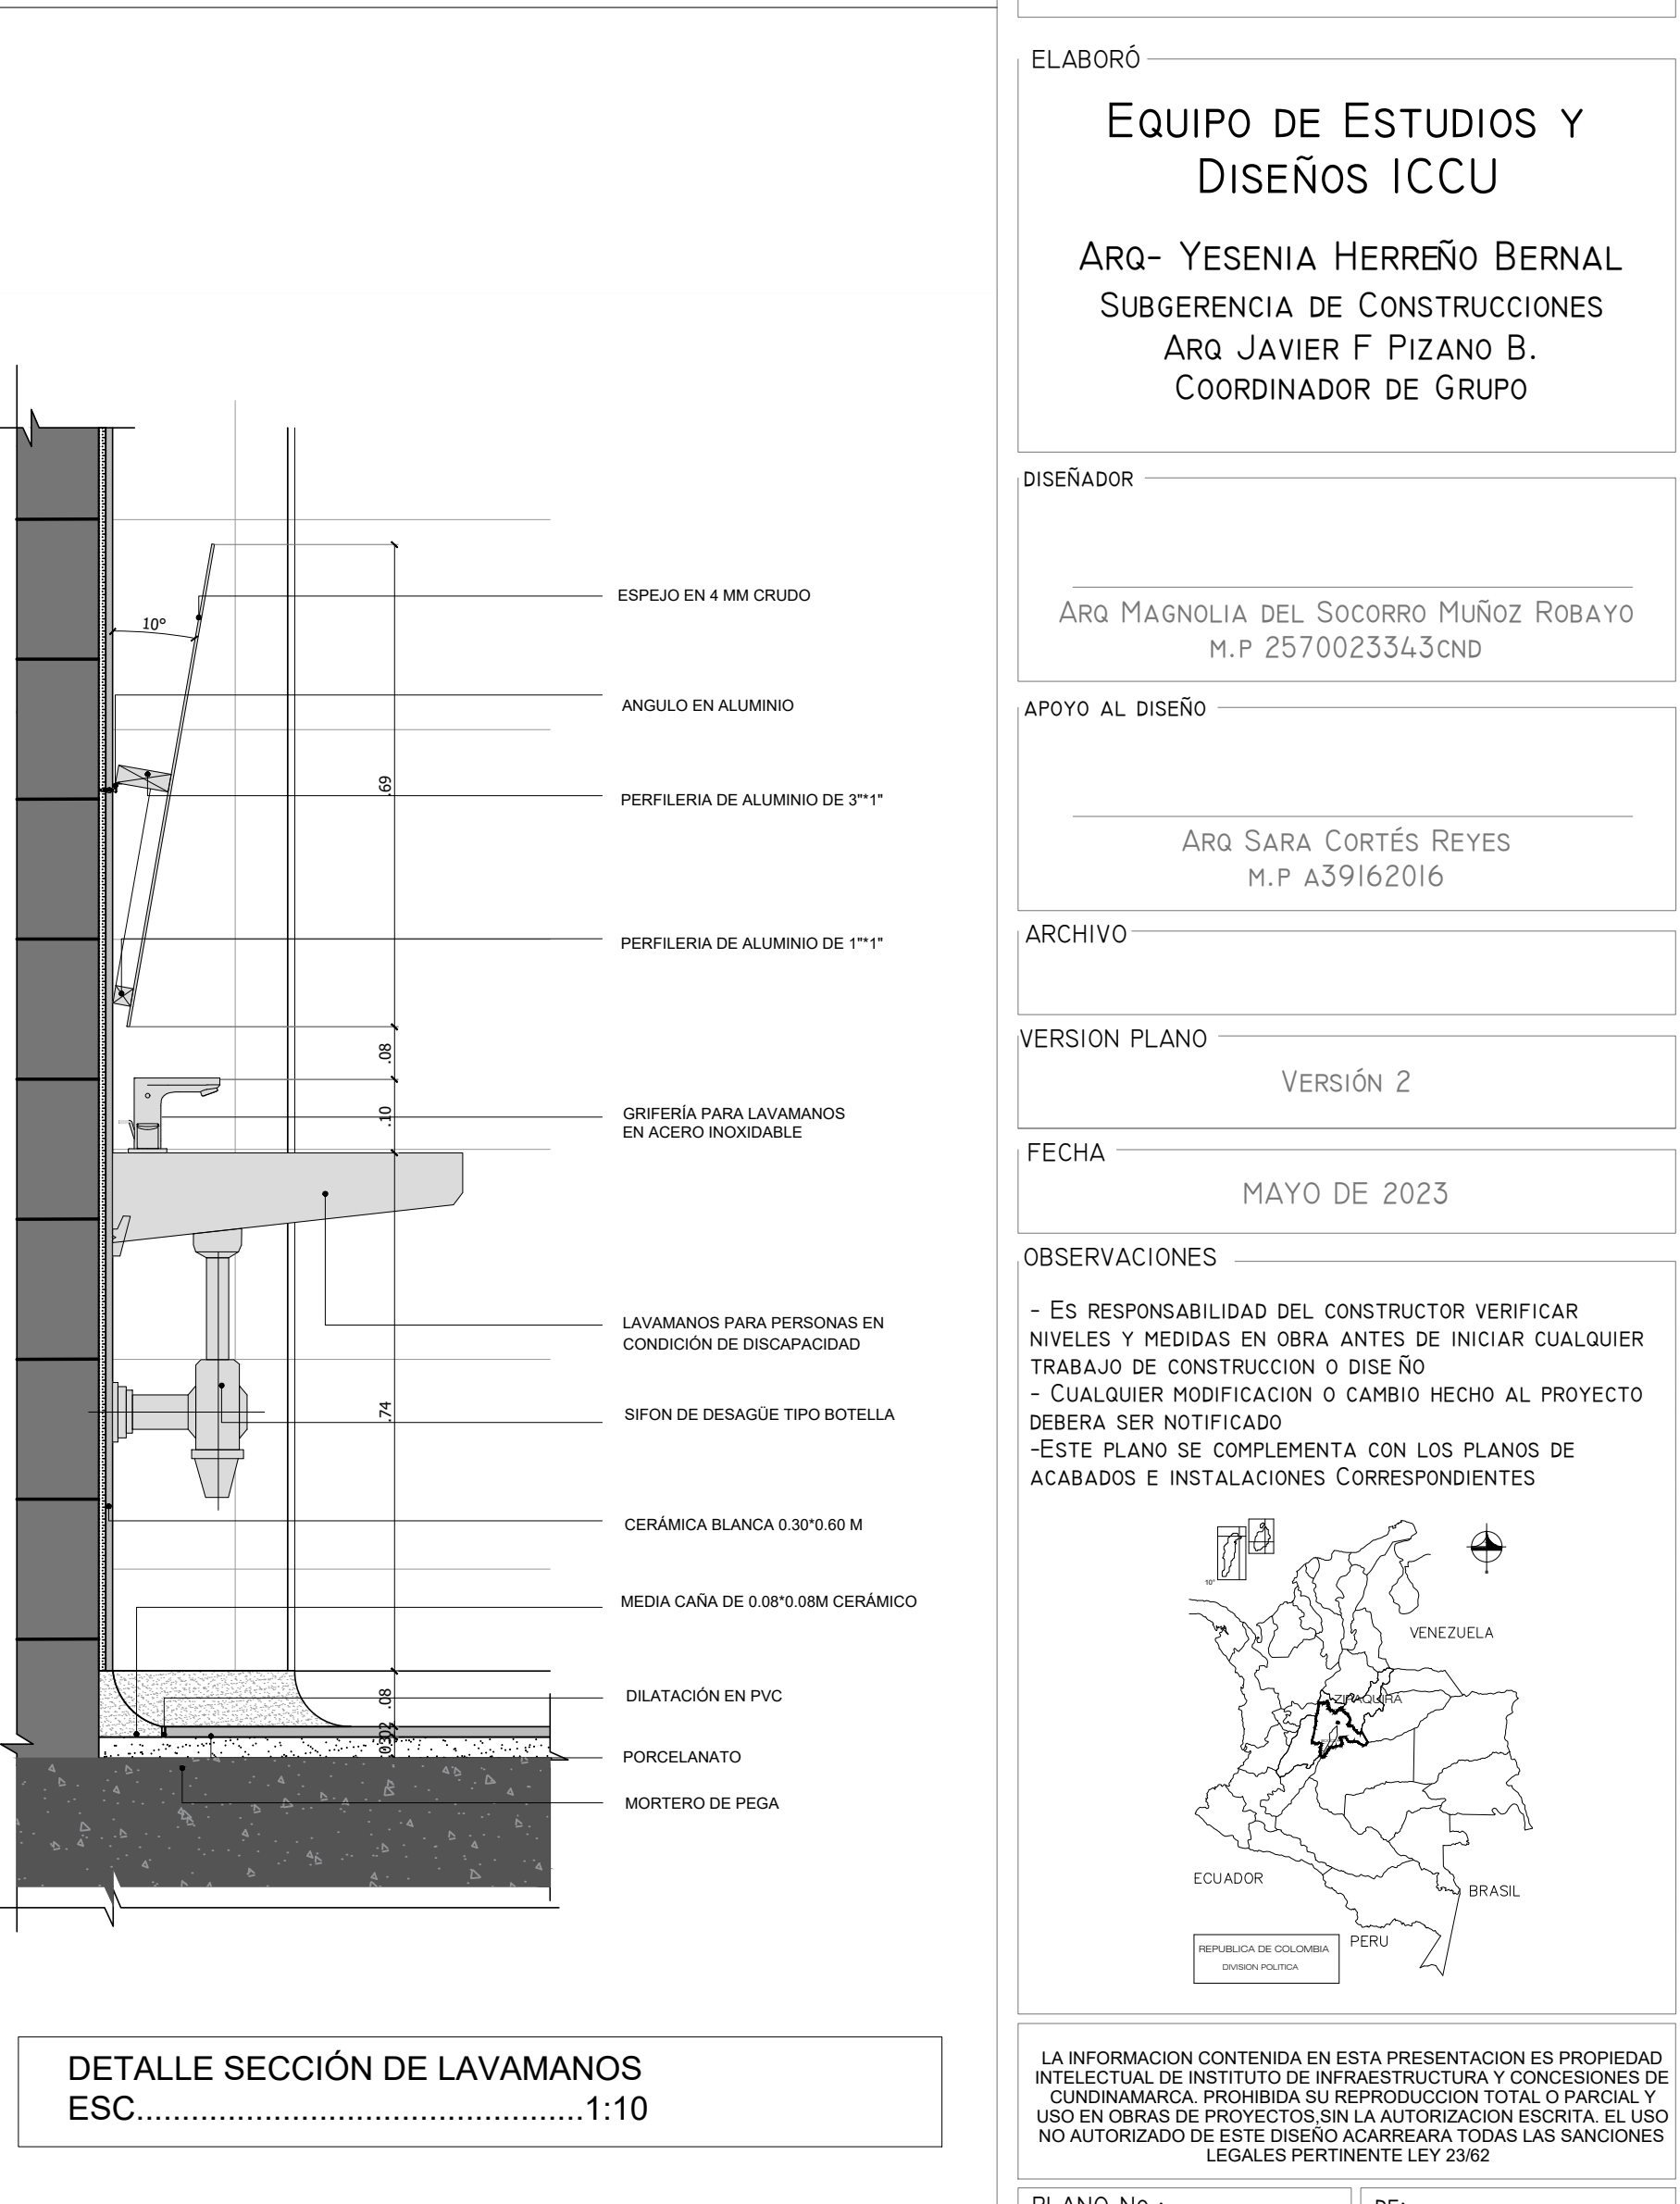 10°
ESPEJO EN 4 MM CRUDO
ANGULO EN ALUMINIO
.69
PERFILERIA DE ALUMINIO DE 3"*1"
PERFILERIA DE ALUMINIO DE 1"*1"
.08
.10
GRIFERÍA PARA LAVAMANOS
EN ACERO INOXIDABLE
LAVAMANOS PARA PERSONAS EN
CONDICIÓN DE DISCAPACIDAD
.74
SIFON DE DESAGÜE TIPO BOTELLA
CERÁMICA BLANCA 0.30*0.60 M
MEDIA CAÑA DE 0.08*0.08M CERÁMICO
.08
DILATACIÓN EN PVC
.02
.03
PORCELANATO
MORTERO DE PEGA
DETALLE SECCIÓN DE LAVAMANOS
ESC.................................................1:10
ELABORÓ
EQUIPO DE ESTUDIOS Y
DISEÑOS ICCU
ARQ- YESENIA HERREÑO BERNAL
SUBGERENCIA DE CONSTRUCCIONES
ARQ JAVIER F PIZANO B.
COORDINADOR DE GRUPO
DISEÑADOR
ARQ MAGNOLIA DEL SOCORRO MUÑOZ ROBAYO
M.P 2570023343CND
APOYO AL DISEÑO
ARQ SARA CORTÉS REYES
M.P A39162016
ARCHIVO
VERSION PLANO
VERSIÓN 2
FECHA
MAYO DE 2023
OBSERVACIONES
- ES RESPONSABILIDAD DEL CONSTRUCTOR VERIFICAR
NIVELES Y MEDIDAS EN OBRA ANTES DE INICIAR CUALQUIER
TRABAJO DE CONSTRUCCION O DISE ÑO
- CUALQUIER MODIFICACION O CAMBIO HECHO AL PROYECTO
DEBERA SER NOTIFICADO
-ESTE PLANO SE COMPLEMENTA CON LOS PLANOS DE
ACABADOS E INSTALACIONES CORRESPONDIENTES
10°
VENEZUELA
ZIPAQUIRA
ECUADOR
BRASIL
PERU
REPUBLICA DE COLOMBIA
DIVISION POLITICA
LA INFORMACION CONTENIDA EN ESTA PRESENTACION ES PROPIEDAD
INTELECTUAL DE INSTITUTO DE INFRAESTRUCTURA Y CONCESIONES DE
CUNDINAMARCA. PROHIBIDA SU REPRODUCCION TOTAL O PARCIAL Y
USO EN OBRAS DE PROYECTOS,SIN LA AUTORIZACION ESCRITA. EL USO
NO AUTORIZADO DE ESTE DISEÑO ACARREARA TODAS LAS SANCIONES
LEGALES PERTINENTE LEY 23/62
PLANO No.:
DE: